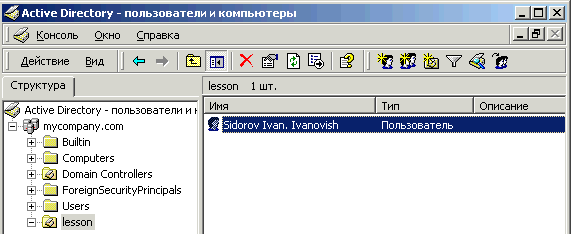 Active Directory - пользователи и компьютеры
Консоль Окно Справка
Действие Вид
Структура
lesson 1 шт.
Active Directory - пользователи и к
mycompany.com
Builtin
Computers
Domain Controllers
ForeignSecurityPrincipals
Users
lesson
Имя Тип Описание
Sidorov Ivan. Ivanovish Пользователь